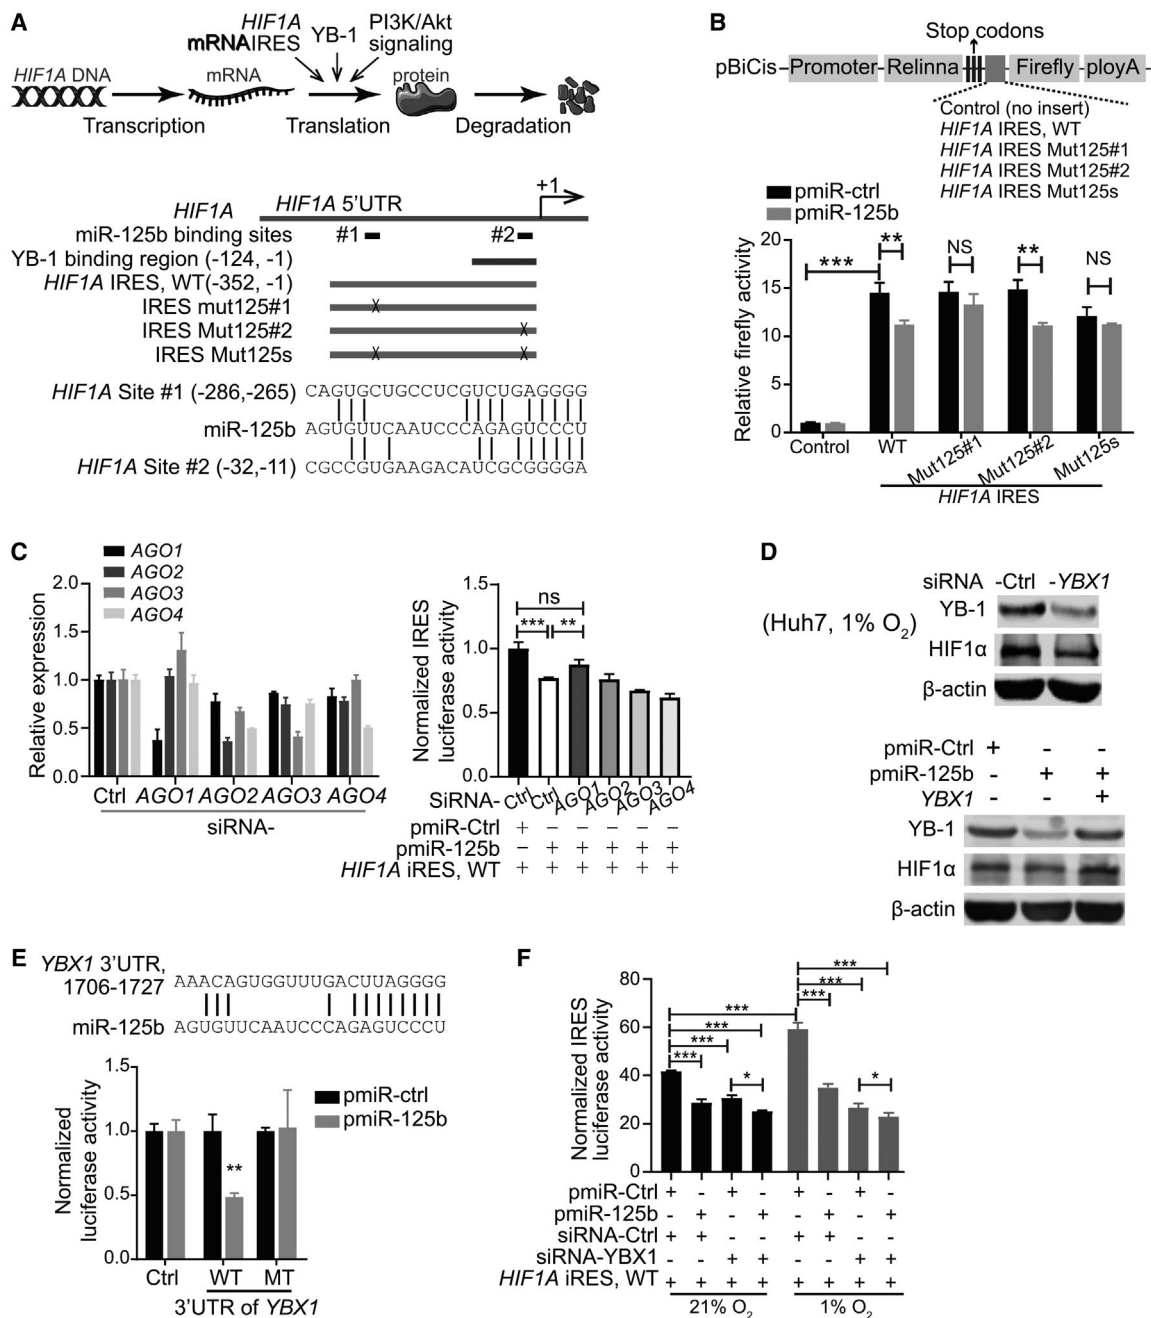 A
HIF1A
mRNAIRES
YB-1
PI3K/Akt
signaling
HIF1A DNA
mRNA
protein
Transcription
Translation
Degradation
+1
HIF1A
HIF1A 5'UTR
miR-125b binding sites
#1
#2
YB-1 binding region (-124, -1)
HIF1A IRES, WT(-352, -1)
IRES mut125#1
X
IRES Mut125#2
X
IRES Mut125s
X
X
HIF1A Site #1 (-286,-265)
CAGUGCUGCCUCGUCUGAGGGG
miR-125b
AGUGUUCAAUCCCAGAGUCCCU
HIF1A Site #2 (-32,-11)
CGCCGUGAAGACAUCGCGGGGA
B
Stop codons
pBiCis
Promoter
Relinna
Firefly
ployA
Control (no insert)
HIF1A IRES, WT
HIF1A IRES Mut125#1
HIF1A IRES Mut125#2
HIF1A IRES Mut125s
pmiR-ctrl
pmiR-125b
Relative firefly activity
20
15
10
5
0
***
**
NS
**
NS
Control
WT
Mut125#1
Mut125#2
Mut125s
HIF1A IRES
C
AGO1
AGO2
AGO3
AGO4
Relative expression
2.0
1.5
1.0
0.5
0.0
Ctrl
AGO1
AGO2
AGO3
AGO4
siRNA-
Normalized IRES
luciferase activity
1.5
1.0
0.5
0.0
ns
***
**
SiRNA-
Ctrl
Ctrl
AGO1
AGO2
AGO3
AGO4
pmiR-Ctrl + − − − − −
pmiR-125b − + + + + +
HIF1A iRES, WT + + + + + +
D
(Huh7, 1% O2)
siRNA -Ctrl -YBX1
YB-1
HIF1α
β-actin
pmiR-Ctrl + - -
pmiR-125b - + +
YBX1 - - +
YB-1
HIF1α
β-actin
E
YBX1 3'UTR,
1706-1727
AAACAGUGGUUUGACUUAGGGG
miR-125b
AGUGUUCAAUCCCAGAGUCCCU
Normalized
luciferase activity
1.5
1.0
0.5
0.0
**
pmiR-ctrl
pmiR-125b
Ctrl
WT
MT
3'UTR of YBX1
F
Normalized IRES
luciferase activity
80
60
40
20
0
***
***
***
***
*
***
***
***
*
pmiR-Ctrl + - + - + - + -
pmiR-125b - + - + - + - +
siRNA-Ctrl + + - - + + - -
siRNA-YBX1 - - + + - - + +
HIF1A iRES, WT + + + + + + + +
21% O2
1% O2